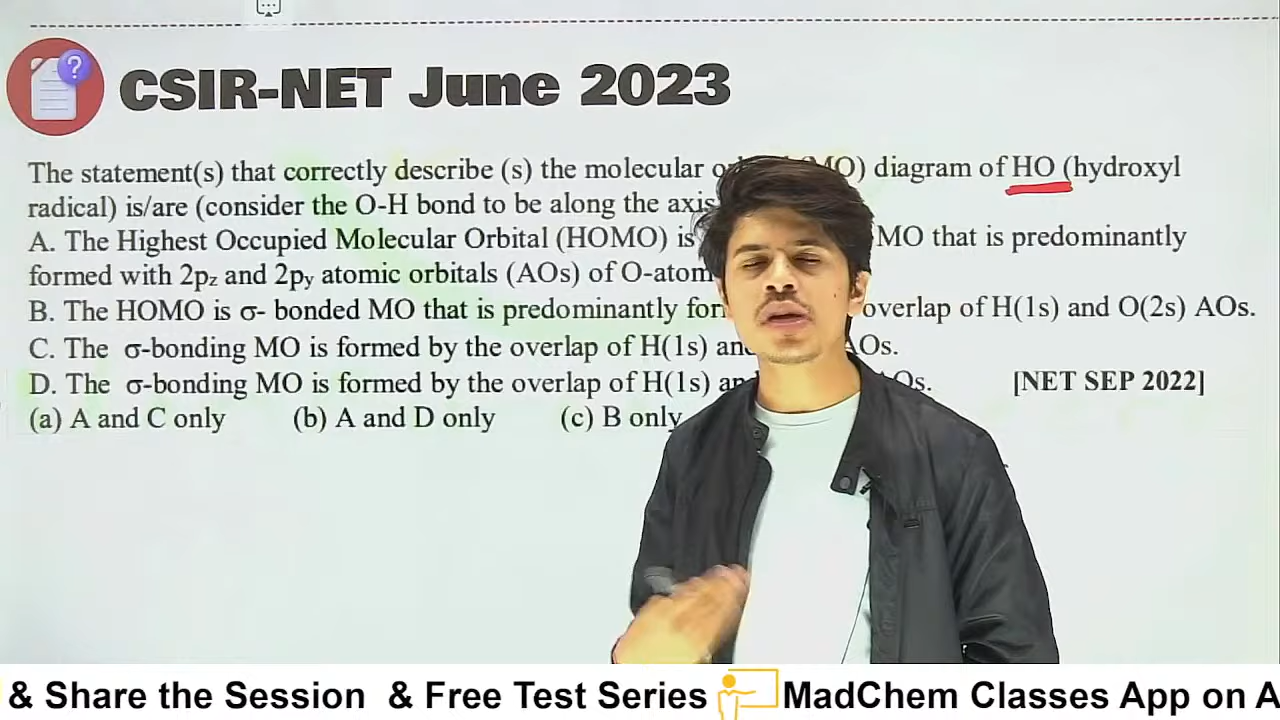 CSIR-NET June 2023
The statement(s) that correctly describe (s) the molecular (MO) diagram of HO (hydroxyl
radical) is/are (consider the O-H bond to be along the axis
A. The Highest Occupied Molecular Orbital (HOMO) is MO that is predominantly
formed with 2pz and 2py atomic orbitals (AOs) of O-atom
B. The HOMO is σ- bonded MO that is predominantly overlap of H(1s) and O(2s) AOs.
C. The σ-bonding MO is formed by the overlap of H(1s) AOs.
D. The σ-bonding MO is formed by the overlap of H(1s) AOs. [NET SEP 2022]
(a) A and C only (b) A and D only (c) B only
& Share the Session & Free Test Series MadChem Classes App on A